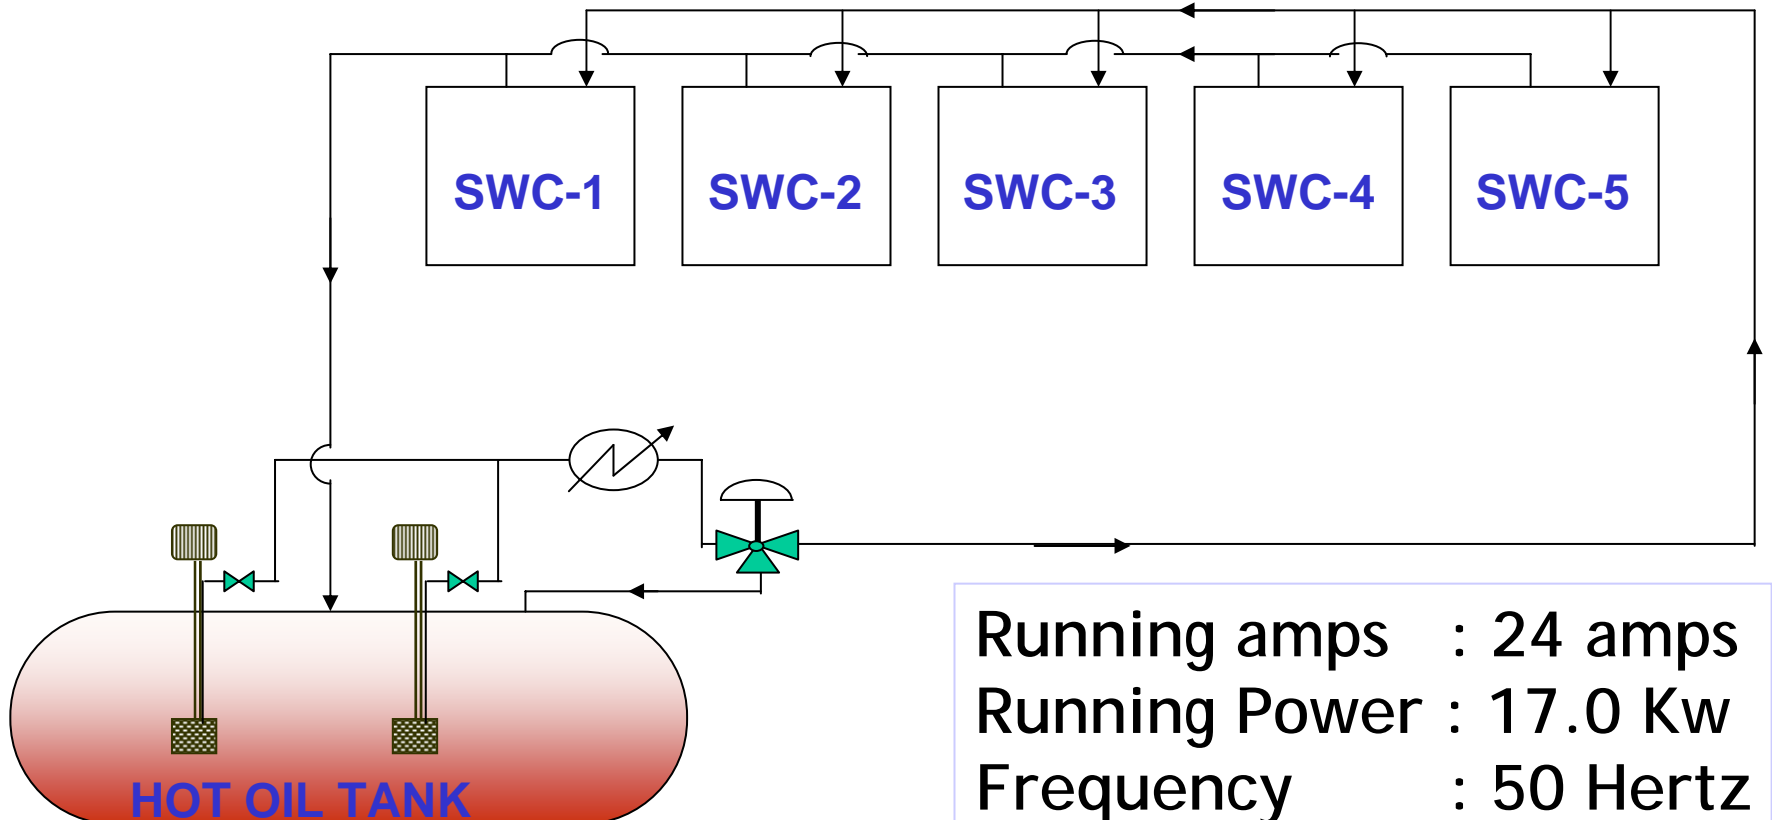 SWC-1 SWC-2 SWC-3 SWC-4 SWC-5
Running amps : 24 amps
Running Power : 17.0 Kw
Frequency : 50 Hertz
HOT OIL TANK